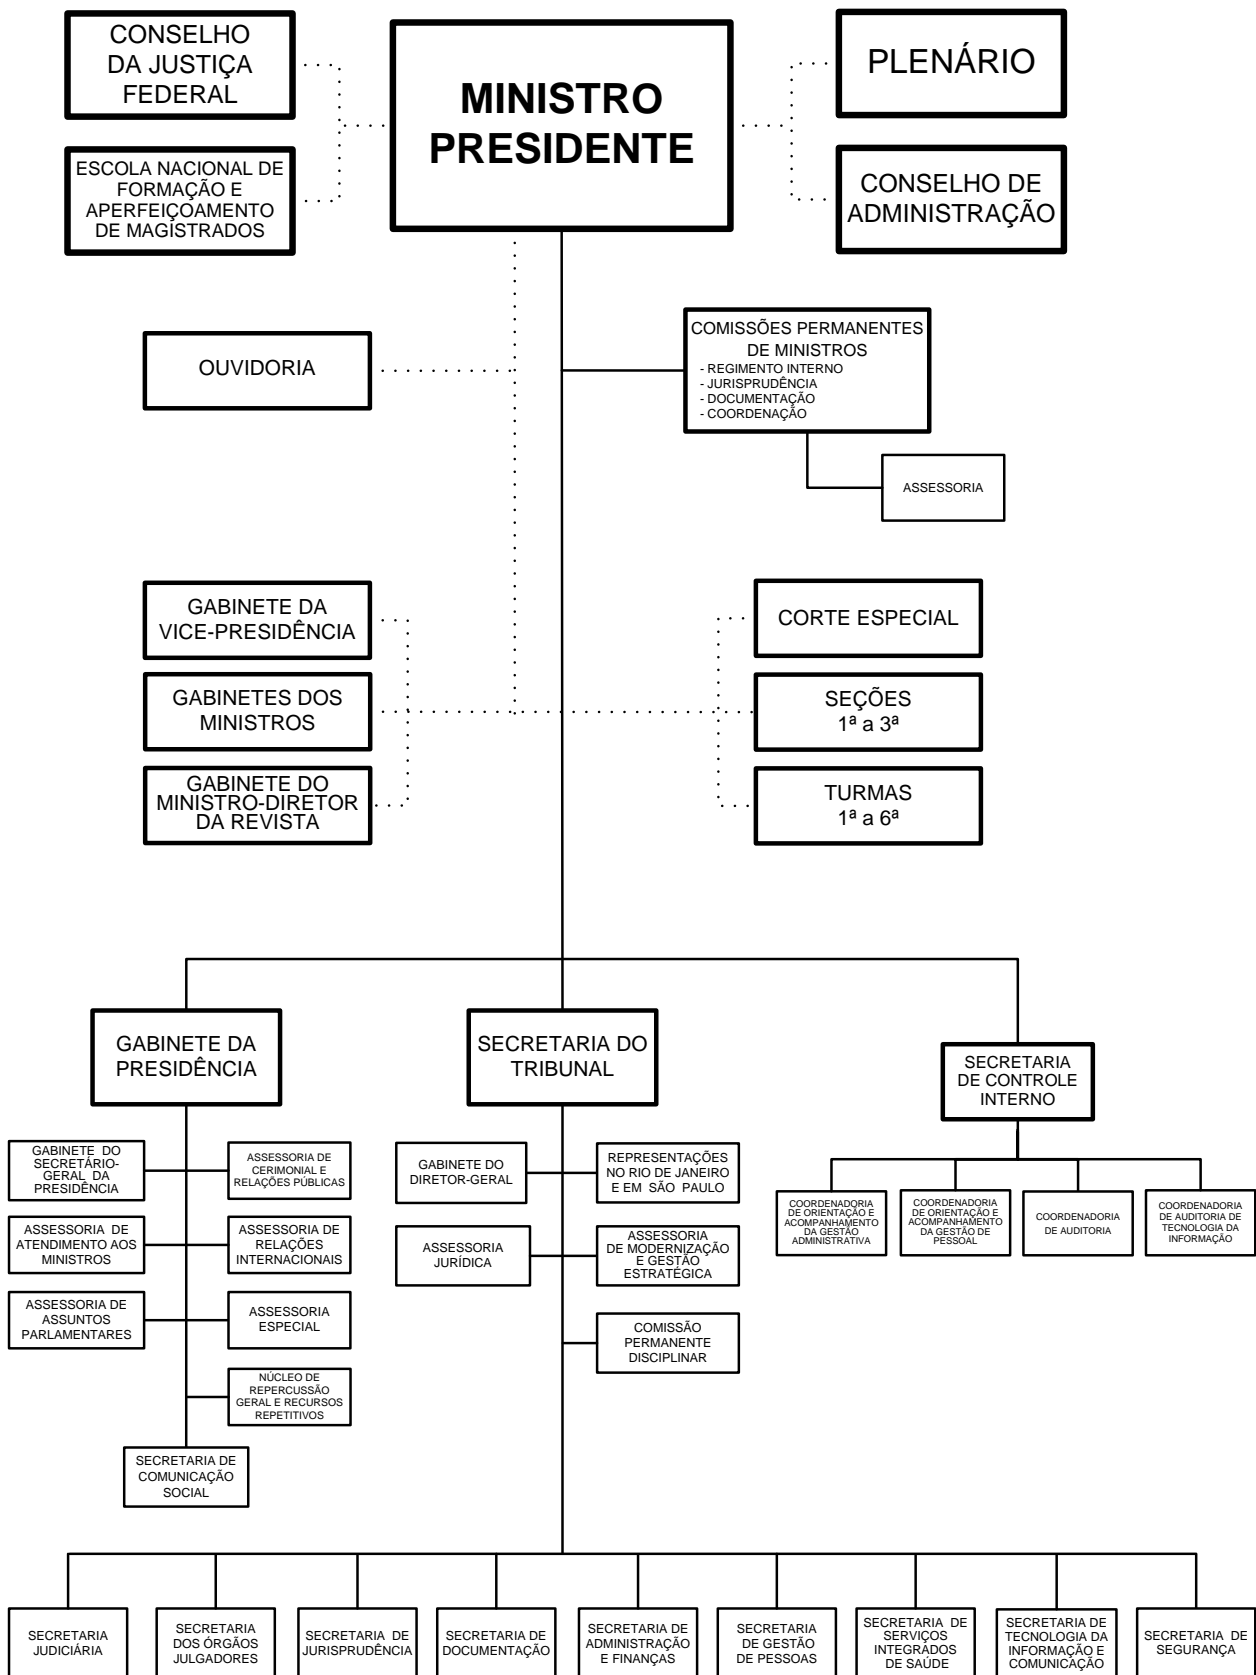 CONSELHO
DA JUSTIÇA
FEDERAL
MINISTRO
PRESIDENTE
PLENÁRIO
ESCOLA NACIONAL DE
FORMAÇÃO E
APERFEIÇOAMENTO
DE MAGISTRADOS
CONSELHO DE
ADMINISTRAÇÃO
OUVIDORIA
COMISSÕES PERMANENTES
DE MINISTROS
- REGIMENTO INTERNO
- JURISPRUDÊNCIA
- DOCUMENTAÇÃO
- COORDENAÇÃO
ASSESSORIA
GABINETE DA
VICE-PRESIDÊNCIA
CORTE ESPECIAL
GABINETES DOS
MINISTROS
SEÇÕES
1ª a 3ª
GABINETE DO
MINISTRO-DIRETOR
DA REVISTA
TURMAS
1ª a 6ª
GABINETE DA
PRESIDÊNCIA
SECRETARIA DO
TRIBUNAL
SECRETARIA
DE CONTROLE
INTERNO
GABINETE DO
SECRETÁRIO-
GERAL DA
PRESIDÊNCIA
ASSESSORIA DE
CERIMONIAL E
RELAÇÕES PÚBLICAS
GABINETE DO
DIRETOR-GERAL
REPRESENTAÇÕES
NO RIO DE JANEIRO
E EM SÃO PAULO
COORDENADORIA
DE ORIENTAÇÃO E
ACOMPANHAMENTO
DA GESTÃO
ADMINISTRATIVA
COORDENADORIA
DE ORIENTAÇÃO E
ACOMPANHAMENTO
DA GESTÃO DE
PESSOAL
COORDENADORIA
DE AUDITORIA
COORDENADORIA
DE AUDITORIA DE
TECNOLOGIA DA
INFORMAÇÃO
ASSESSORIA DE
ATENDIMENTO AOS
MINISTROS
ASSESSORIA DE
RELAÇÕES
INTERNACIONAIS
ASSESSORIA
JURÍDICA
ASSESSORIA
DE MODERNIZAÇÃO
E GESTÃO
ESTRATÉGICA
ASSESSORIA DE
ASSUNTOS
PARLAMENTARES
ASSESSORIA
ESPECIAL
COMISSÃO
PERMANENTE
DISCIPLINAR
NÚCLEO DE
REPERCUSSÃO
GERAL E RECURSOS
REPETITIVOS
SECRETARIA DE
COMUNICAÇÃO
SOCIAL
SECRETARIA
JUDICIÁRIA
SECRETARIA
DOS ÓRGÃOS
JULGADORES
SECRETARIA DE
JURISPRUDÊNCIA
SECRETARIA DE
DOCUMENTAÇÃO
SECRETARIA DE
ADMINISTRAÇÃO
E FINANÇAS
SECRETARIA
DE GESTÃO
DE PESSOAS
SECRETARIA DE
SERVIÇOS
INTEGRADOS
DE SAÚDE
SECRETARIA DE
TECNOLOGIA DA
INFORMAÇÃO E
COMUNICAÇÃO
SECRETARIA DE
SEGURANÇA